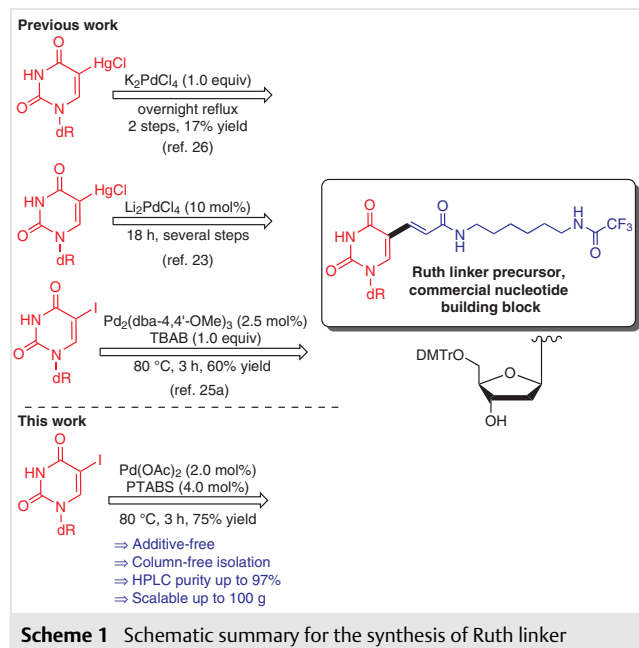 Previous work
O
HgCl
HN
O
N
dR
K₂PdCl₄ (1.0 equiv)
overnight reflux
2 steps, 17% yield
(ref. 26)
O
HgCl
HN
O
N
dR
Li₂PdCl₄ (10 mol%)
18 h, several steps
(ref. 23)
O
I
HN
O
N
dR
Pd₂(dba-4,4'-OMe)₃ (2.5 mol%)
TBAB (1.0 equiv)
80 °C, 3 h, 60% yield
(ref. 25a)
O
O
HN
O
N
dR
N
H
H
N
CF₃
O
Ruth linker precursor,
commercial nucleotide
building block
DMTrO
O
OH
This work
O
I
HN
O
N
dR
Pd(OAc)₂ (2.0 mol%)
PTABS (4.0 mol%)
80 °C, 3 h, 75% yield
⇒ Additive-free
⇒ Column-free isolation
⇒ HPLC purity up to 97%
⇒ Scalable up to 100 g
Scheme 1 Schematic summary for the synthesis of Ruth linker